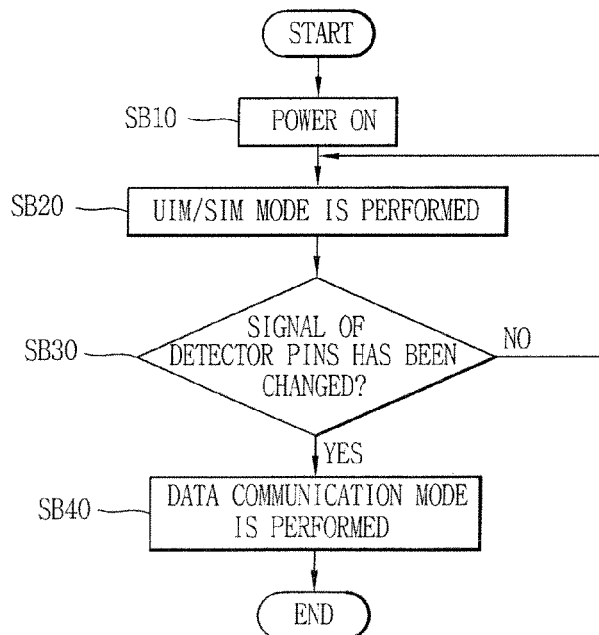 START
SB10
POWER ON
SB20
UIM/SIM MODE IS PERFORMED
SB30
SIGNAL OF
DETECTOR PINS HAS BEEN
CHANGED?
NO
YES
SB40
DATA COMMUNICATION MODE
IS PERFORMED
END